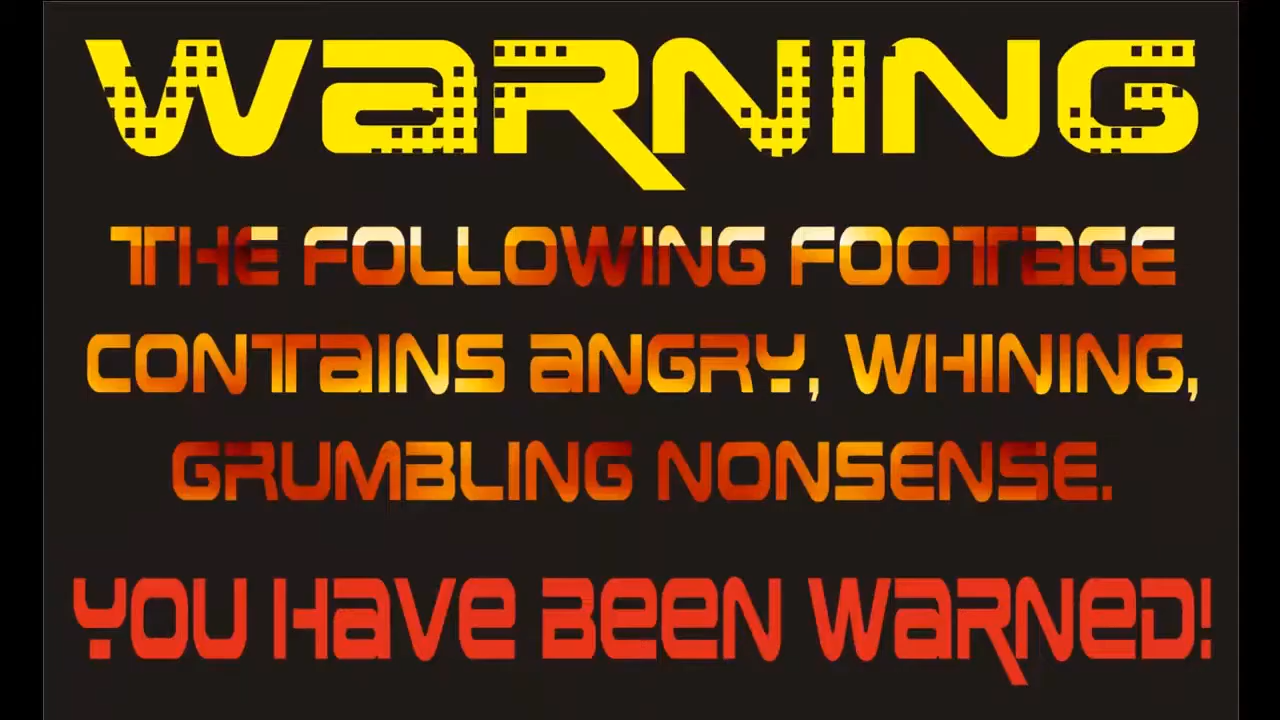 WARNING
THE FOLLOWING FOOTAGE
CONTAINS ANGRY, WHINING,
GRUMBLING NONSENSE.
YOU HAVE BEEN WARNED!